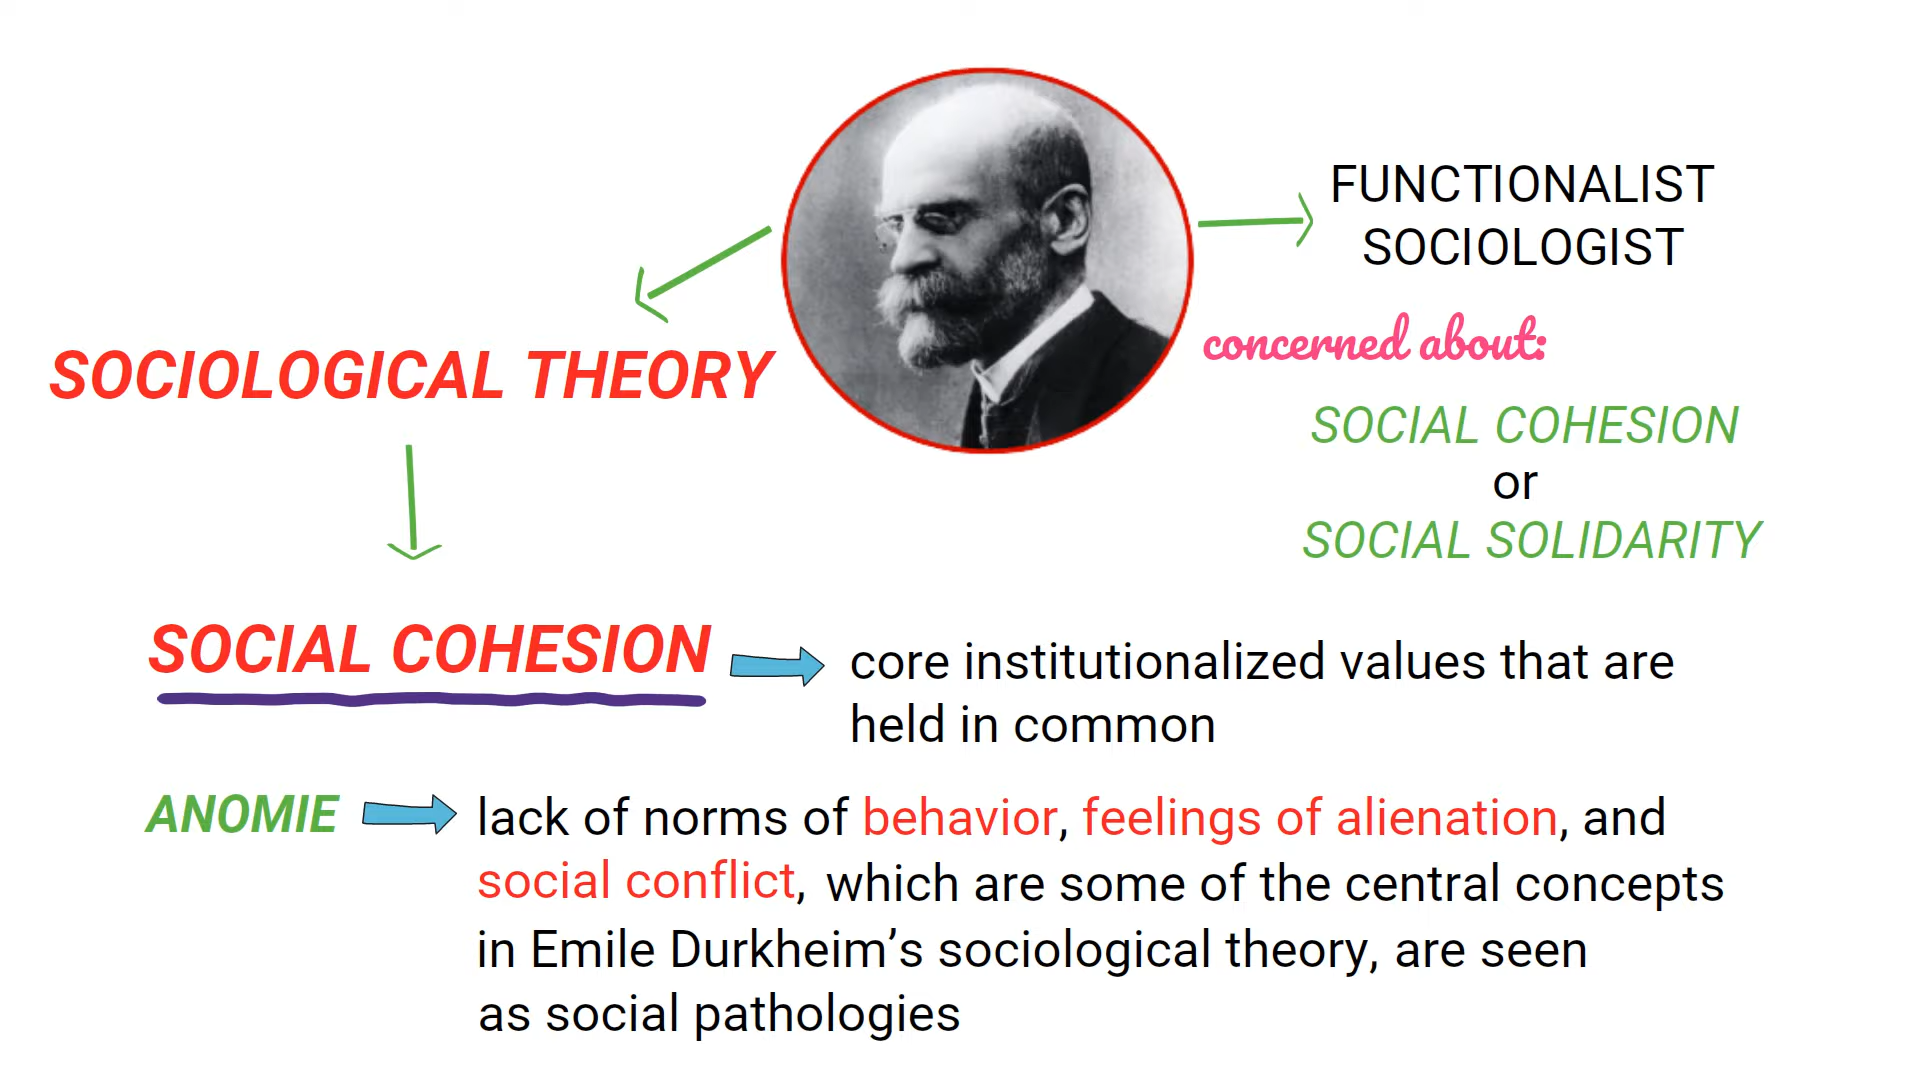 FUNCTIONALIST
SOCIOLOGIST
concerned about:
SOCIOLOGICAL THEORY
SOCIAL COHESION
or
SOCIAL SOLIDARITY
SOCIAL COHESION
core institutionalized values that are
held in common
ANOMIE
lack of norms of behavior, feelings of alienation, and
social conflict, which are some of the central concepts
in Emile Durkheim’s sociological theory, are seen
as social pathologies